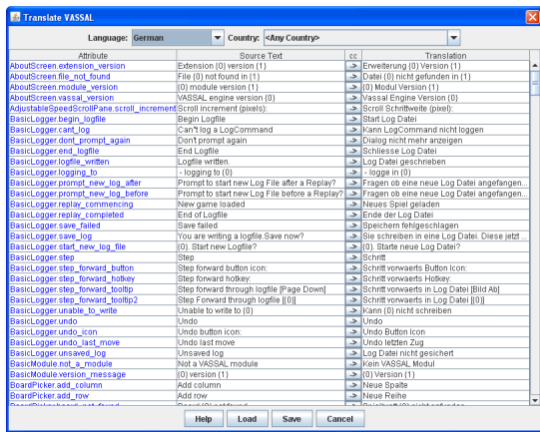 Translate VASSAL
Language: German Country: <Any Country>
Attribute Source Text cc Translation
AboutScreen.extension_version Extension {0} version {1} -> Erweiterung {0} Version {1}
AboutScreen.file_not_found File {0} not found in {1} -> Datei {0} nicht gefunden in {1}
AboutScreen.module_version {0} module version {1} -> {0} Modul Version {1}
AboutScreen.vassal_version VASSAL engine version {0} -> Vassal Engine Version {0}
AdjustableSpeedScrollPane.scroll_increment Scroll increment (pixels): -> Scroll Schrittweite (pixel):
BasicLogger.begin_logfile Begin Logfile -> Start Log Datei
BasicLogger.cant_log Can't log a LogCommand -> Kann LogCommand nicht loggen
BasicLogger.dont_prompt_again Don't prompt again -> Dialog nicht mehr anzeigen
BasicLogger.end_logfile End Logfile -> Schliesse Log Datei
BasicLogger.logfile_written Logfile written. -> Log Datei geschrieben
BasicLogger.logging_to - logging to {0} -> - logge in {0}
BasicLogger.prompt_new_log_after Prompt to start new Log File after a Replay? -> Fragen ob eine neue Log Datei angefangen...
BasicLogger.prompt_new_log_before Prompt to start new Log File before a Replay? -> Fragen ob eine neue Log Datei angefangen...
BasicLogger.replay_commencing New game loaded -> Neues Spiel geladen
BasicLogger.replay_completed End of Logfile -> Ende der Log Datei
BasicLogger.save_failed Save failed -> Speichern fehlgeschlagen
BasicLogger.save_log You are writing a logfile.Save now? -> Sie schreiben in eine Log Datei. Diese jetzt ...
BasicLogger.start_new_log_file {0}. Start new Logfile? -> {0}. Starte neue Log Datei?
BasicLogger.step Step -> Schritt
BasicLogger.step_forward_button Step forward button icon: -> Schritt vorwaerts Button Icon:
BasicLogger.step_forward_hotkey Step forward hotkey: -> Schritt vorwaerts Hotkey:
BasicLogger.step_forward_tooltip Step forward through logfile [Page Down] -> Schritt vorwaerts in Log Datei [Bild Ab]
BasicLogger.step_forward_tooltip2 Step Forward through logfile [{0}] -> Schritt vorwaerts in Log Datei [{0}]
BasicLogger.unable_to_write Unable to write to {0} -> Kann {0} nicht schreiben
BasicLogger.undo Undo -> Undo
BasicLogger.undo_icon Undo button icon: -> Undo Button Icon
BasicLogger.undo_last_move Undo last move -> Undo letzten Zug
BasicLogger.unsaved_log Unsaved log -> Log Datei nicht gesichert
BasicModule.not_a_module Not a VASSAL module -> Kein VASSAL Modul
BasicModule.version_message {0} version {1} -> {0} Version {1}
BoardPicker.add_column Add column -> Neue Spalte
BoardPicker.add_row Add row -> Neue Reihe
Help Load Save Cancel